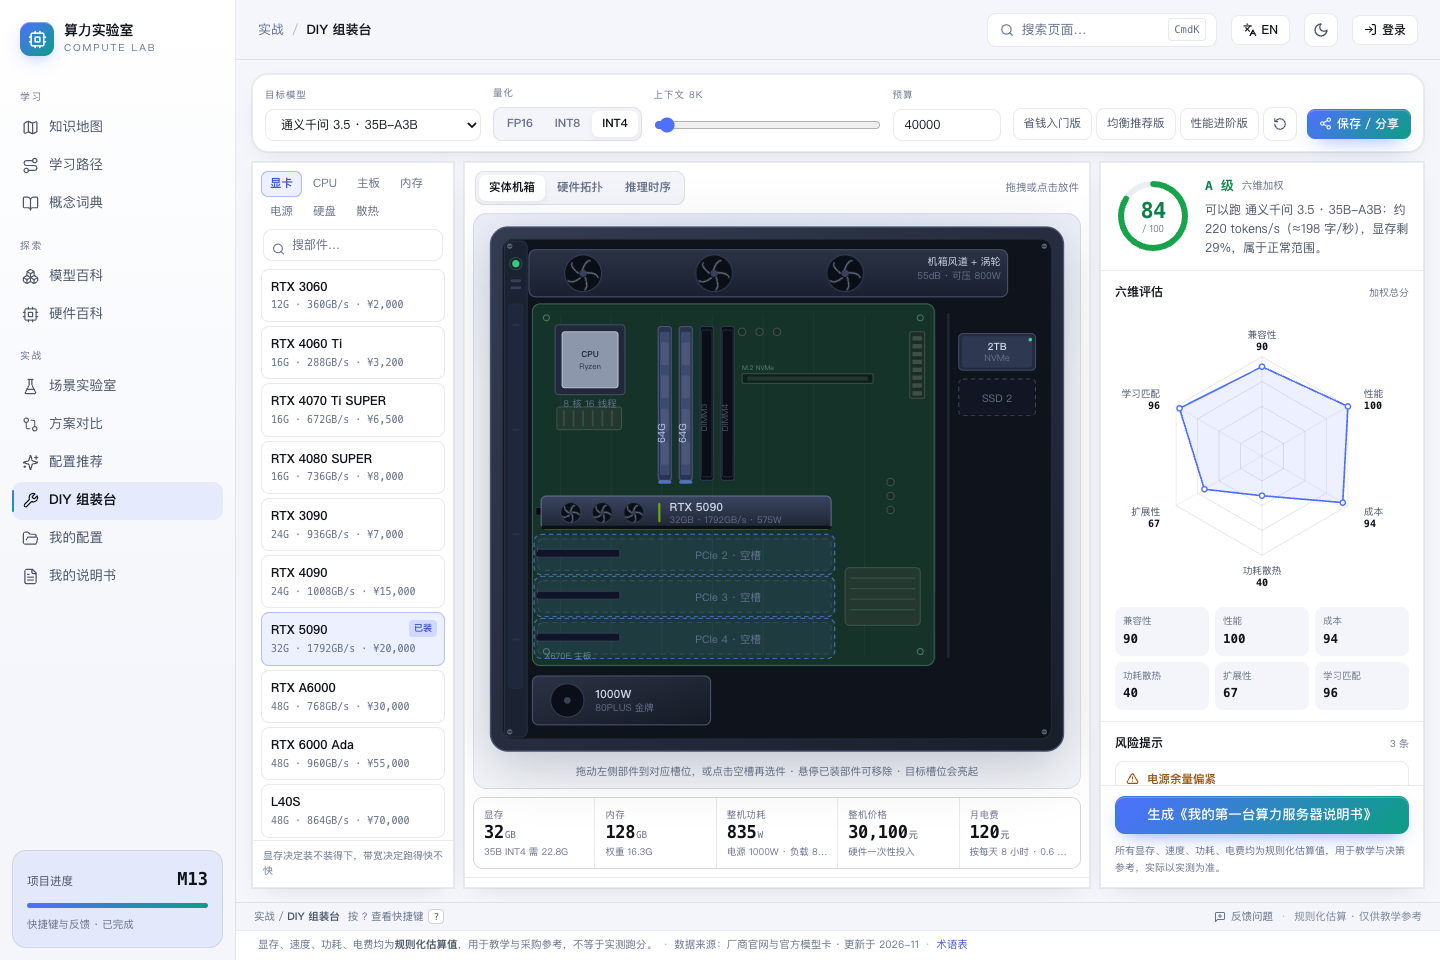 算力实验室
COMPUTE LAB
学习
知识地图
学习路径
概念词典
探索
模型百科
硬件百科
实战
场景实验室
方案对比
配置推荐
DIY 组装台
我的配置
我的说明书
项目进度 M13
快捷键与反馈 · 已完成
实战 / DIY 组装台
搜索页面... CmdK
EN
登录
目标模型
通义千问 3.5 · 35B-A3B
量化
FP16 INT8 INT4
上下文 8K
预算
40000
省钱入门版 均衡推荐版 性能进阶版
保存 / 分享
显卡 CPU 主板 内存
电源 硬盘 散热
搜部件...
RTX 3060
12G · 360GB/s · ¥2,000
RTX 4060 Ti
16G · 288GB/s · ¥3,200
RTX 4070 Ti SUPER
16G · 672GB/s · ¥6,500
RTX 4080 SUPER
16G · 736GB/s · ¥8,000
RTX 3090
24G · 936GB/s · ¥7,000
RTX 4090
24G · 1008GB/s · ¥15,000
RTX 5090 已装
32G · 1792GB/s · ¥20,000
RTX A6000
48G · 768GB/s · ¥30,000
RTX 6000 Ada
48G · 960GB/s · ¥55,000
L40S
48G · 864GB/s · ¥70,000
显存决定装不装得下，带宽决定跑得快不
快
实体机箱 硬件拓扑 推理时序
拖拽或点击放件
机箱风道 + 涡轮
55dB · 可压 800W
CPU
Ryzen
8 核 16 线程
64G
64G
DIMM3
DIMM4
M.2 NVMe
2TB
NVMe
SSD 2
RTX 5090
32GB · 1792GB/s · 575W
PCIe 2 · 空槽
PCIe 3 · 空槽
PCIe 4 · 空槽
X670E 主板
1000W
80PLUS 金牌
拖动左侧部件到对应槽位，或点击空槽再选件 · 悬停已装部件可移除 · 目标槽位会亮起
显存
32GB
35B INT4 需 22.8G
内存
128GB
权重 16.3G
整机功耗
835W
电源 1000W · 负载 8...
整机价格
30,100元
硬件一次性投入
月电费
120元
按每天 8 小时 · 0.6 ...
84
/ 100
A 级 六维加权
可以跑 通义千问 3.5 · 35B-A3B：约
220 tokens/s（≈198 字/秒），显存剩
29%，属于正常范围。
六维评估 加权总分
兼容性
90
性能
100
成本
94
功耗散热
40
扩展性
67
学习匹配
96
兼容性
90
性能
100
成本
94
功耗散热
40
扩展性
67
学习匹配
96
风险提示 3 条
电源余量偏紧
生成《我的第一台算力服务器说明书》
所有显存、速度、功耗、电费均为规则化估算值，用于教学与决策
参考，实际以实测为准。
实战 / DIY 组装台 按 ? 查看快捷键 ?
反馈问题 · 规则化估算 · 仅供教学参考
显存、速度、功耗、电费均为规则化估算值，用于教学与采购参考，不等于实测跑分。 · 数据来源：厂商官网与官方模型卡 · 更新于 2026-11 · 术语表